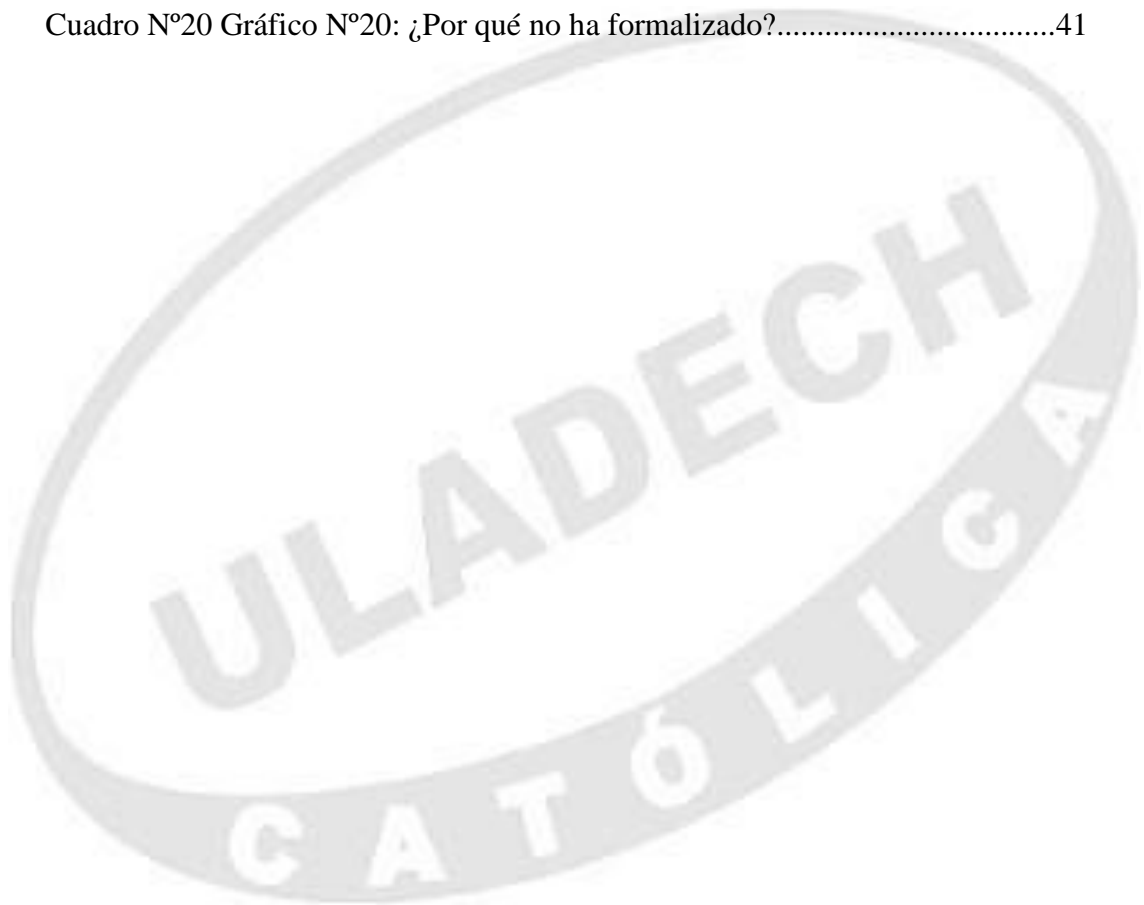 Cuadro Nº20 Gráfico Nº20: ¿Por qué no ha formalizado?...................................41
ULADECH
CATÓLICA